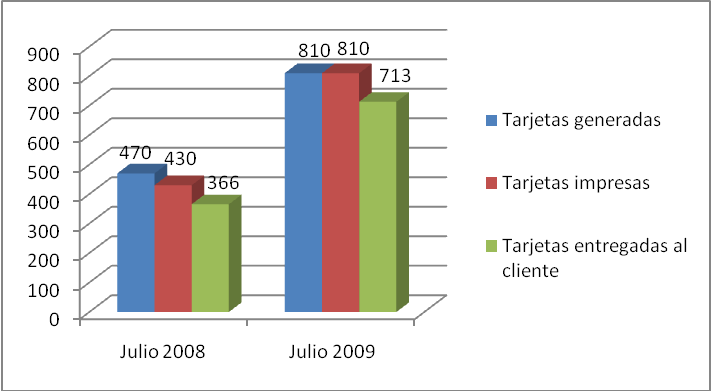 900
800
700
600
500
400
300
200
100
0
470
430
366
810
810
713
Julio 2008
Julio 2009
Tarjetas generadas
Tarjetas impresas
Tarjetas entregadas al
cliente